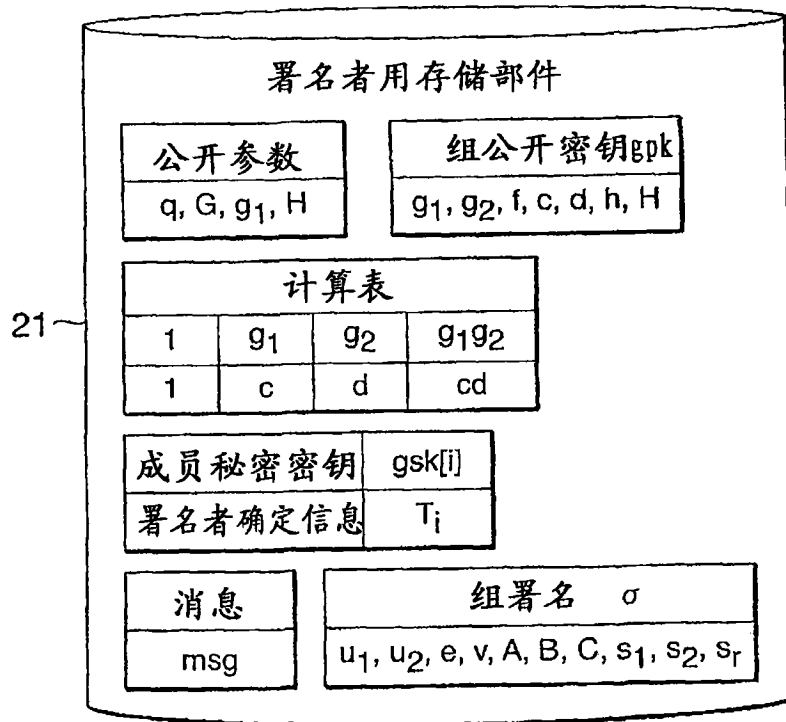 署名者用存储部件
公开参数
q, G, g₁, H
组公开密钥gpk
g₁, g₂, f, c, d, h, H
21
计算表
1 g₁ g₂ g₁g₂
1 c d cd
成员秘密密钥 gsk[i]
署名者确定信息 Tᵢ
消息
msg
组署名 σ
u₁, u₂, e, v, A, B, C, s₁, s₂, sᵣ